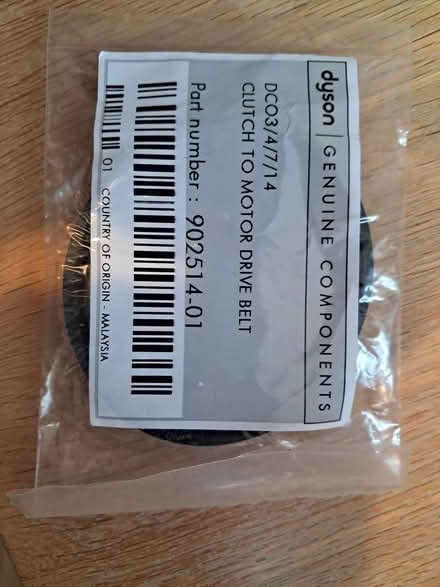 dyson | GENUINE COMPONENTS
DC03/4/7/14
CLUTCH TO MOTOR DRIVE BELT
Part number : 902514-01
01 COUNTRY OF ORIGIN - MALAYSIA